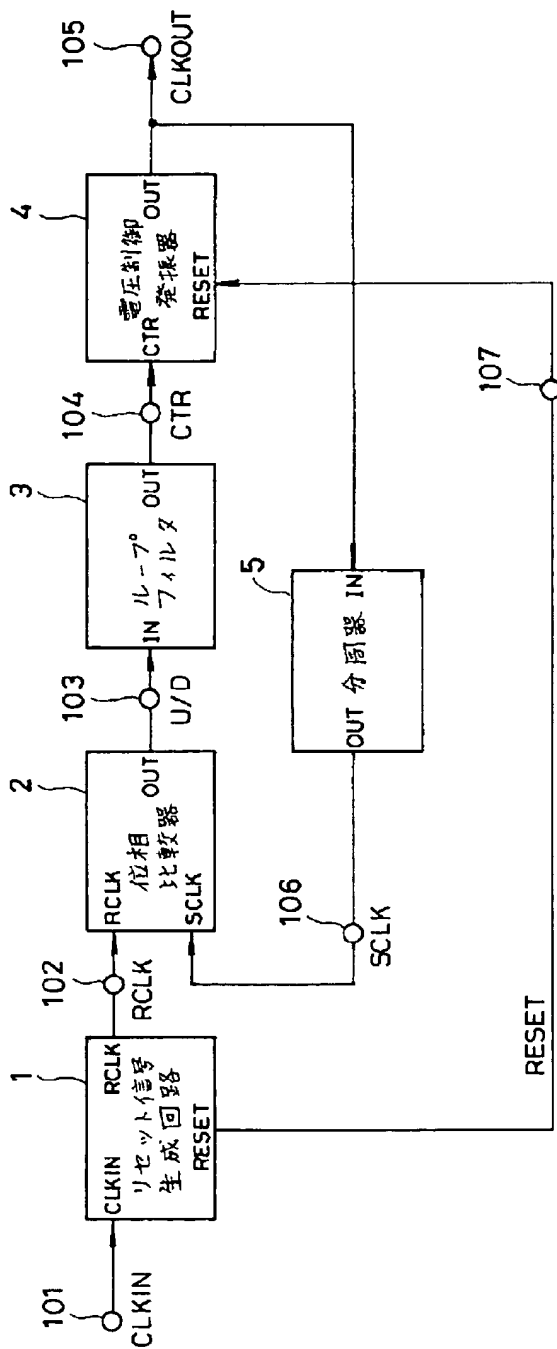 101
CLKIN
1
CLKIN
RCLK
リセット信号
生成回路
RESET
102
RCLK
2
RCLK
位相
比較器
SCLK
OUT
103
U/D
3
IN
ループ
フィルタ
OUT
104
CTR
4
CTR
電圧制御
発振器
OUT
RESET
105
CLKOUT
5
OUT
分周器
IN
106
SCLK
RESET
107